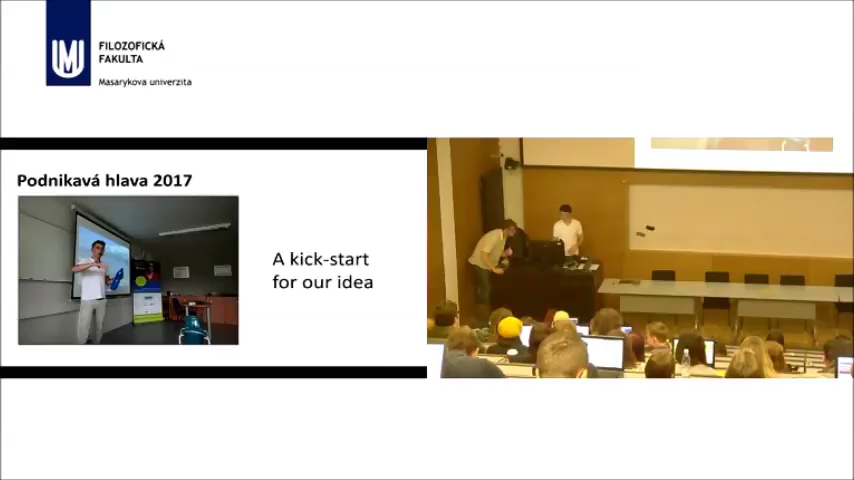 FILOZOFICKÁ
FAKULTA
Masarykova univerzita
Podnikavá hlava 2017
A kick-start
for our idea